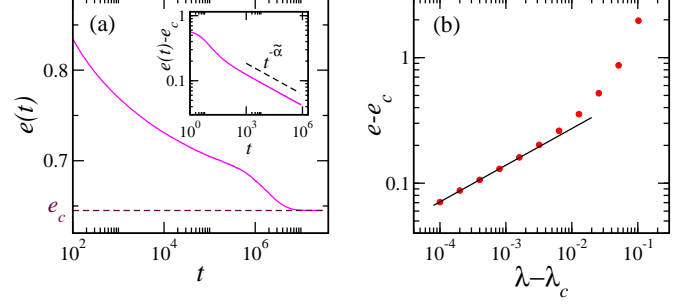 (a)
e(t)
0.8
0.7
e_c
10^2
10^4
10^6
t
e(t)-e_c
1
0.1
t^{-α̃}
10^0
10^3
10^6
t
(b)
e-e_c
1
0.1
10^{-4}
10^{-3}
10^{-2}
10^{-1}
λ–λ_c